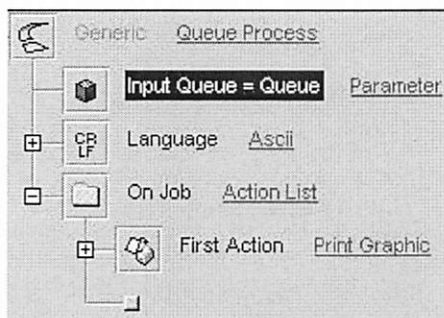 Generic Queue Process
Input Queue = Queue Parameter
CR
LF
Language Ascii
On Job Action List
First Action Print Graphic